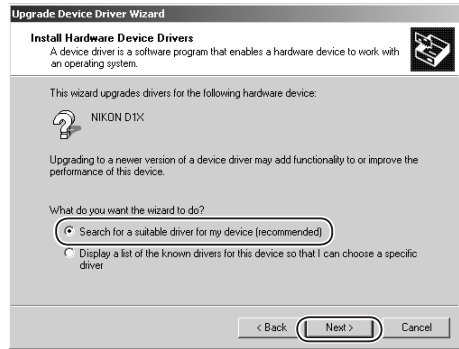 Upgrade Device Driver Wizard
Install Hardware Device Drivers
A device driver is a software program that enables a hardware device to work with
an operating system.
This wizard upgrades drivers for the following hardware device:
NIKON D1X
Upgrading to a newer version of a device driver may add functionality to or improve the
performance of this device.
What do you want the wizard to do?
Search for a suitable driver for my device (recommended)
Display a list of the known drivers for this device so that I can choose a specific
driver
< Back Next > Cancel